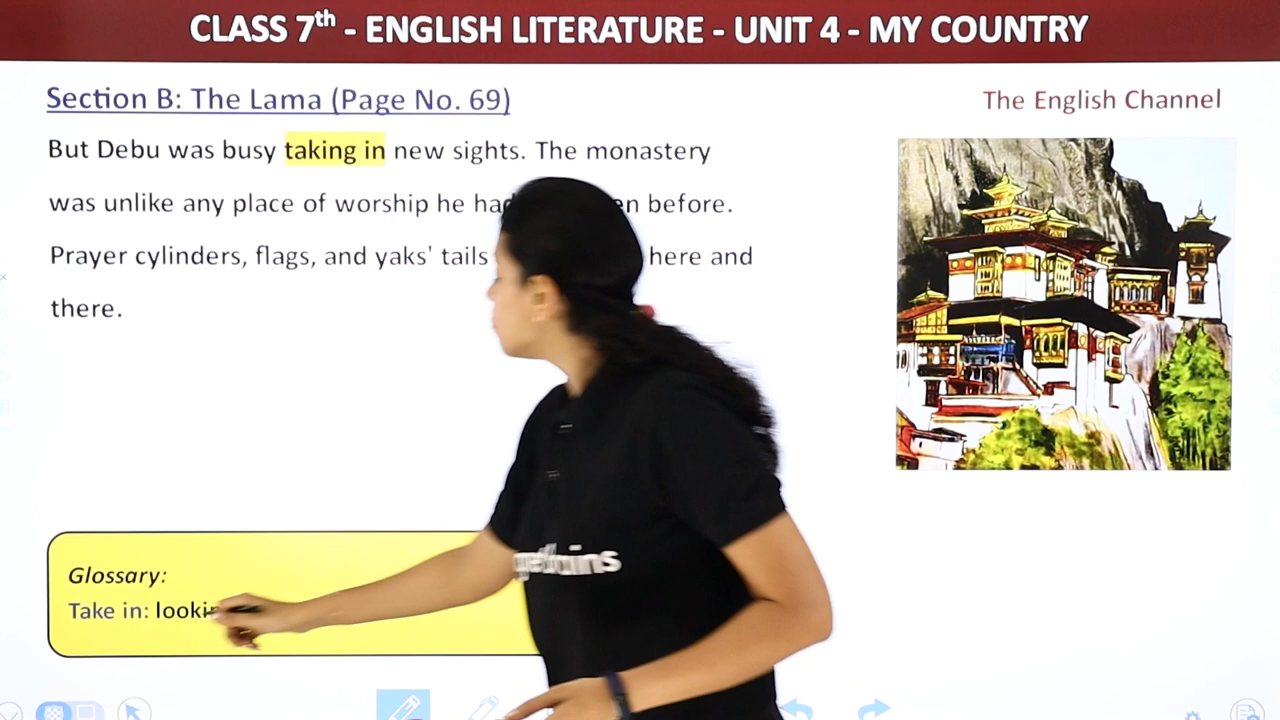 CLASS 7th - ENGLISH LITERATURE - UNIT 4 - MY COUNTRY
Section B: The Lama (Page No. 69)
The English Channel
But Debu was busy taking in new sights. The monastery
was unlike any place of worship he before.
Prayer cylinders, flags, and yaks' tails here and
there.
Glossary:
Take in: